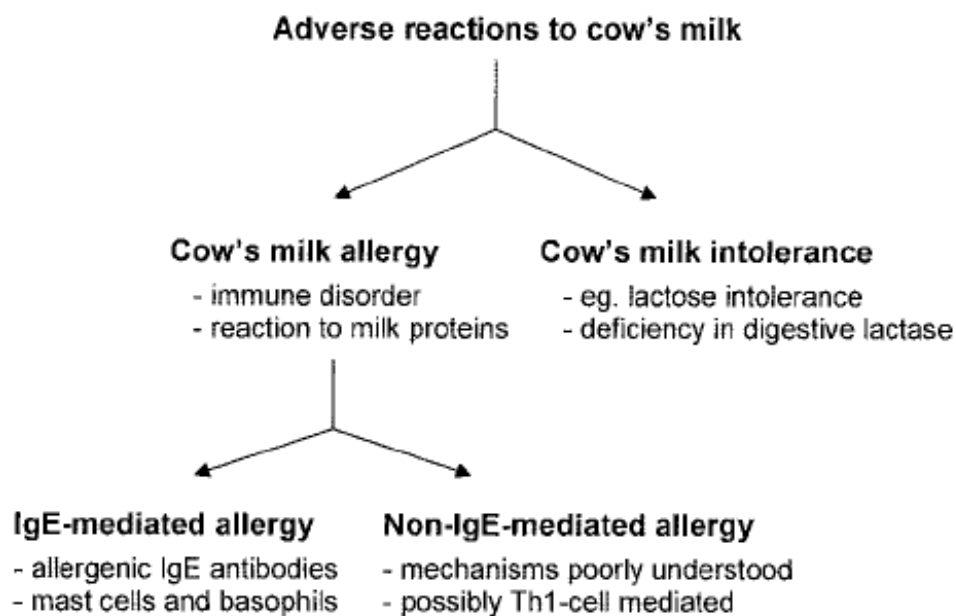 Adverse reactions to cow's milk
Cow's milk allergy
- immune disorder
- reaction to milk proteins
Cow's milk intolerance
- eg. lactose intolerance
- deficiency in digestive lactase
IgE-mediated allergy
- allergenic IgE antibodies
- mast cells and basophils
Non-IgE-mediated allergy
- mechanisms poorly understood
- possibly Th1-cell mediated